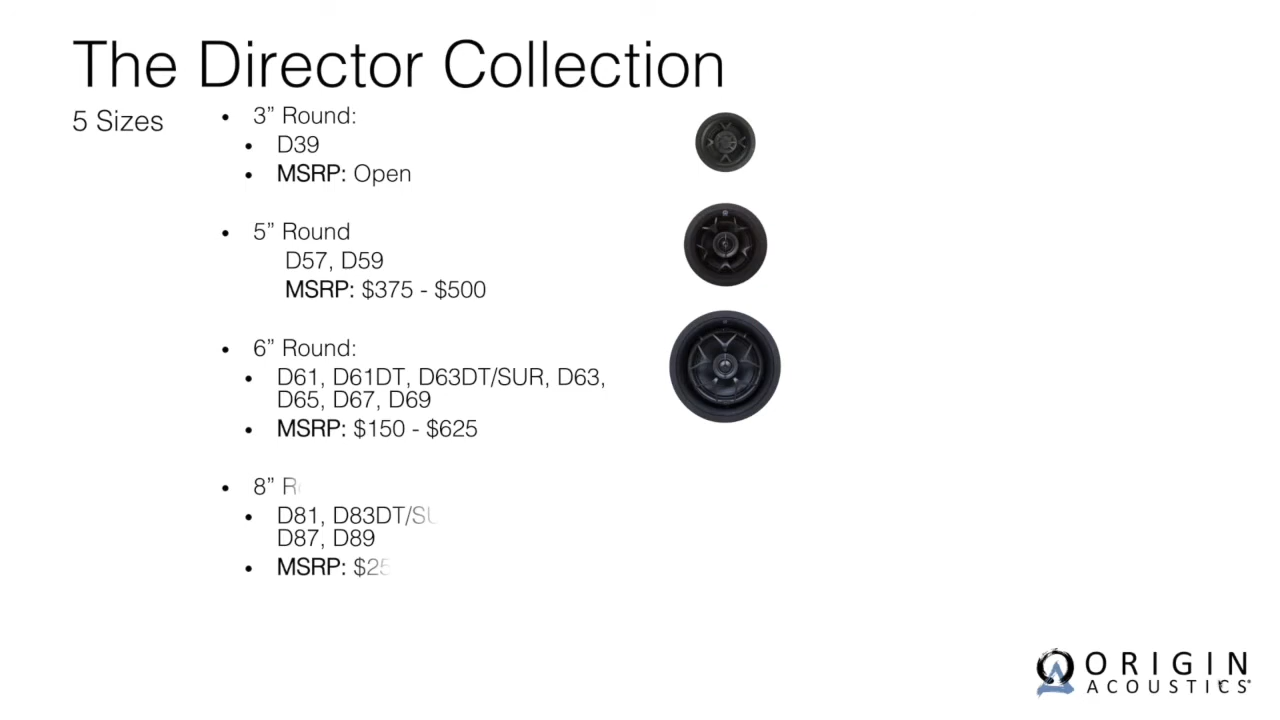 The Director Collection
5 Sizes
• 3” Round:
• D39
• MSRP: Open
• 5” Round
D57, D59
MSRP: $375 - $500
• 6” Round:
• D61, D61DT, D63DT/SUR, D63,
D65, D67, D69
• MSRP: $150 - $625
• 8”
• D81,
D87, D89
• MSRP:
ORIGIN
ACOUSTICS®